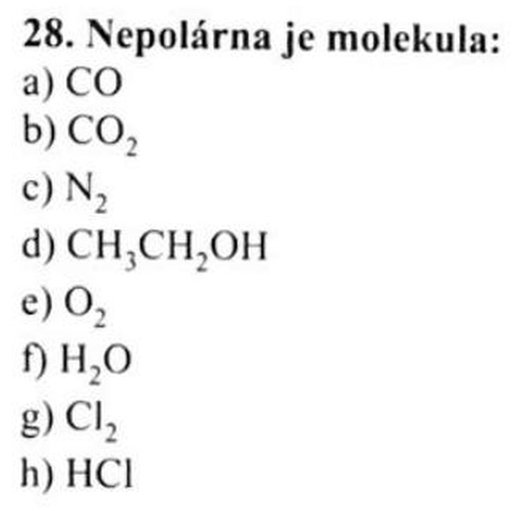 28. Nepolárna je molekula:
a) CO
b) CO₂
c) N₂
d) CH₃CH₂OH
e) O₂
f) H₂O
g) Cl₂
h) HCl